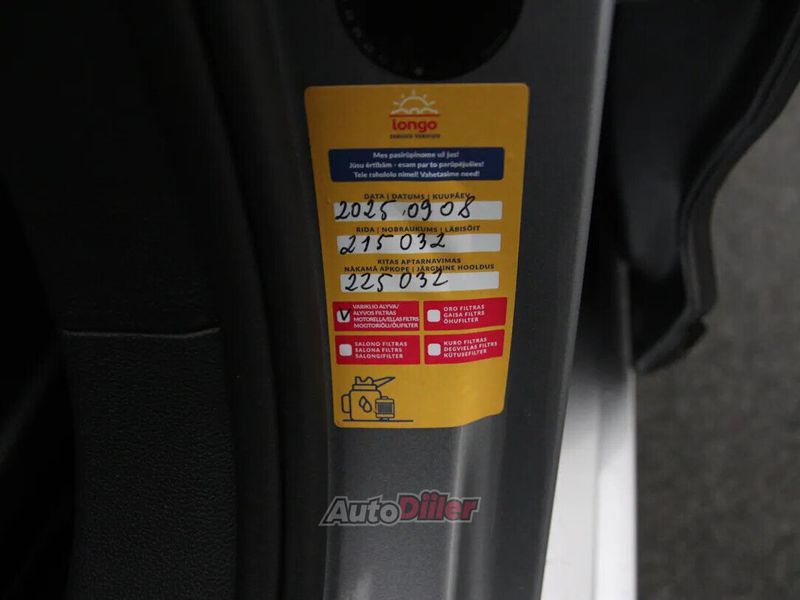 longo
Mes pasirūpinome už jus!
Jūsu ērtībām - esam par to parūpējušies!
Teie rahulolu nimel! Vahetasime need!
DATA | DATUMS | KUUPÄEV
2025.09 08
RIDA | NOBRAUKUMS | LÄBISÕIT
215 032
KITAS APTARNAVIMAS
NĀKAMĀ APKOPE | JÄRGMINE HOOLDUS
225 032
VARIKLIO ALYVA/
ALYVOS FILTRAS
MOTOREĻĻA/EĻĻAS FILTRS
MOOTORIÕLI/ÕLIFILTER
ORO FILTRAS
GAISA FILTRS
ÕHUFILTER
SALONO FILTRAS
SALONA FILTRS
SALONGIFILTER
KURO FILTRAS
DEGVIELAS FILTRS
KÜTUSEFILTER
AutoDiiler